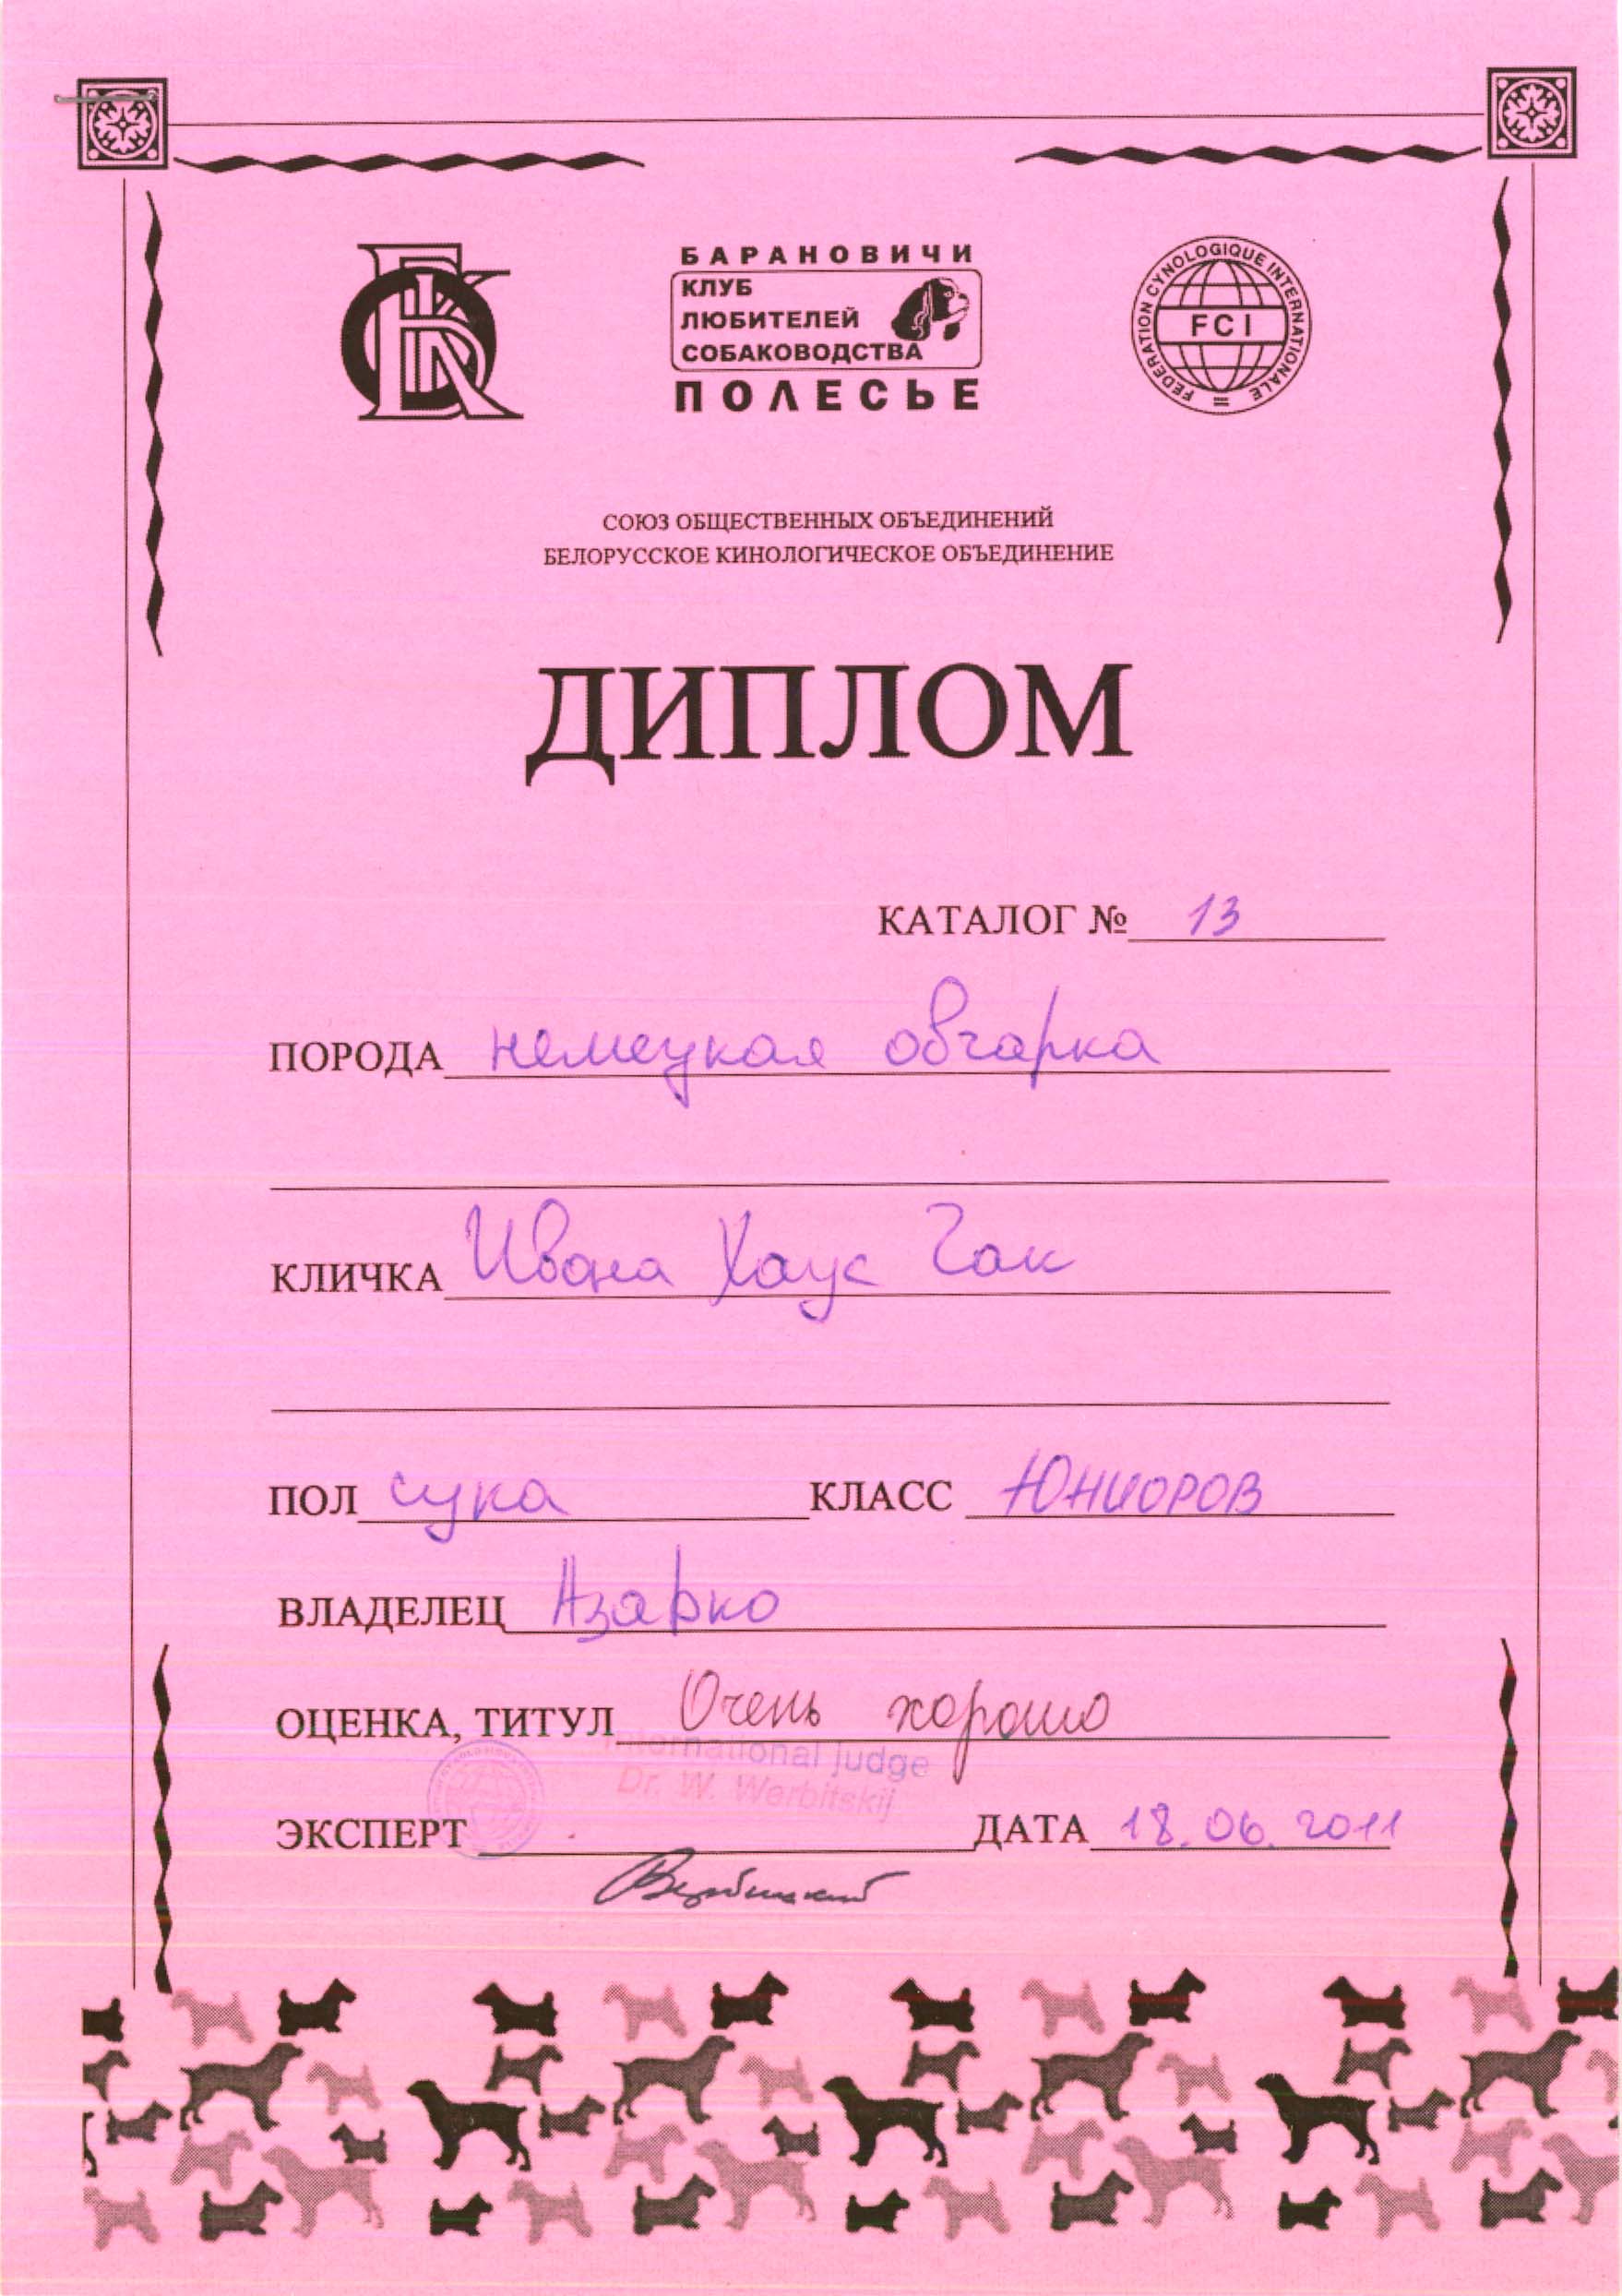 БАРАНОВИЧИ
КЛУБ
ЛЮБИТЕЛЕЙ
СОБАКОВОДСТВА
ПОЛЕСЬЕ
FEDERATION CYNOLOGIQUE INTERNATIONALE
FCI
СОЮЗ ОБЩЕСТВЕННЫХ ОБЪЕДИНЕНИЙ
БЕЛОРУССКОЕ КИНОЛОГИЧЕСКОЕ ОБЪЕДИНЕНИЕ
ДИПЛОМ
КАТАЛОГ № 13
ПОРОДА немецкая овчарка
КЛИЧКА Ивона Хаус Гак
ПОЛ сука КЛАСС Юниоров
ВЛАДЕЛЕЦ Азарко
ОЦЕНКА, ТИТУЛ Очень хорошо
International judge
Dr. W. Werbitskij
ЭКСПЕРТ ДАТА 18.06.2011